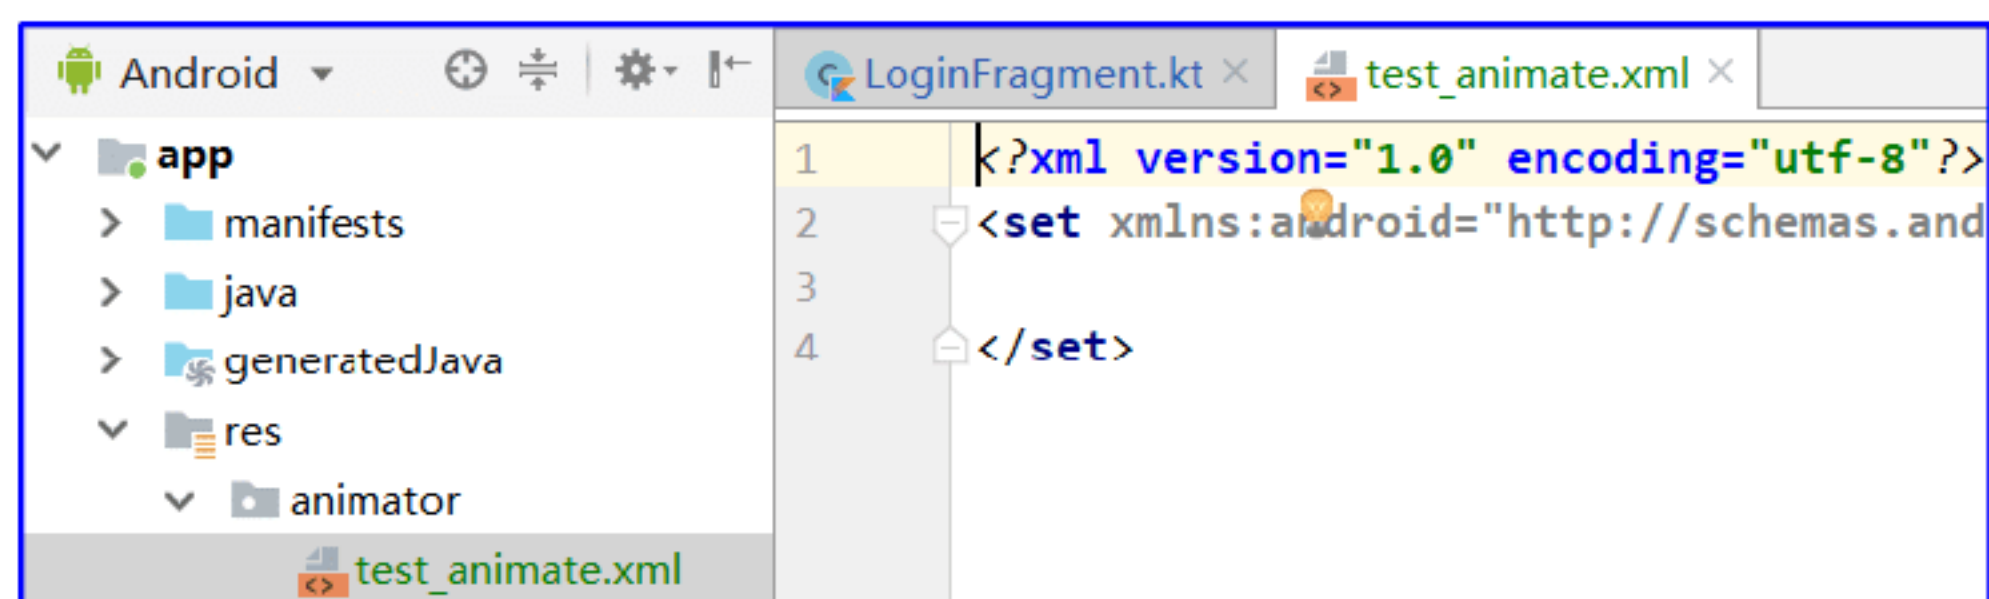 Android
LoginFragment.kt
test_animate.xml
app
manifests
java
generatedJava
res
animator
test_animate.xml
1 <?xml version="1.0" encoding="utf-8"?>
2 <set xmlns:android="http://schemas.and
3
4 </set>